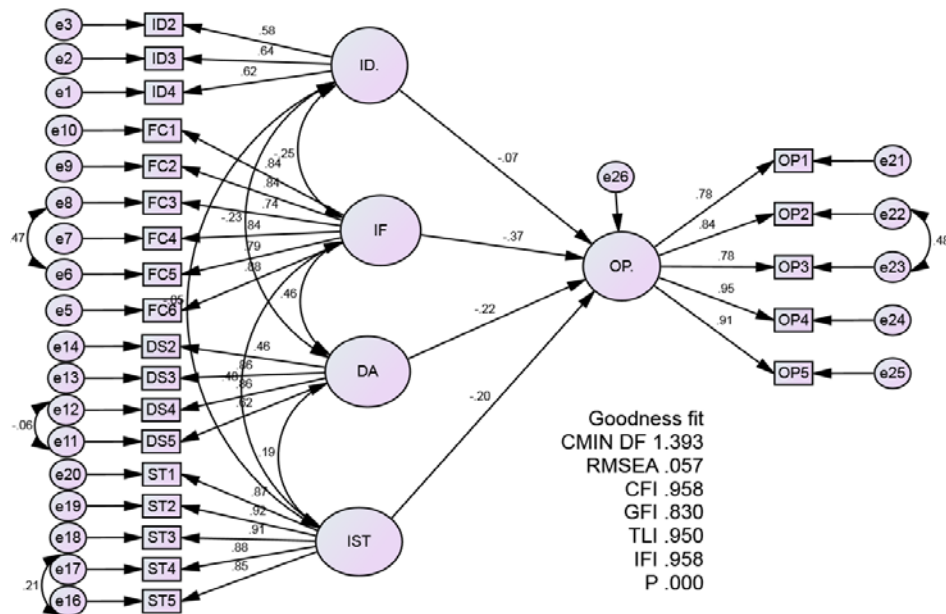 e3 ID2 .58
e2 ID3 .64
e1 ID4 .62
ID.
e10 FC1 .84
e9 FC2 .84
e8 FC3 .74
e7 FC4 .84
e6 FC5 .79
e5 FC6 .88
IF
.47
-.25
-.23
-.05
.46
e14 DS2 .46
e13 DS3 .86
e12 DS4 .86
e11 DS5 .62
DA
-.06
.19
e20 ST1 .87
e19 ST2 .92
e18 ST3 .91
e17 ST4 .88
e16 ST5 .85
IST
.21
-.07
-.37
-.22
-.20
e26
OP.
.78 OP1 e21
.84 OP2 e22
.78 OP3 e23
.95 OP4 e24
.91 OP5 e25
.48
Goodness fit
CMIN DF 1.393
RMSEA .057
CFI .958
GFI .830
TLI .950
IFI .958
P .000